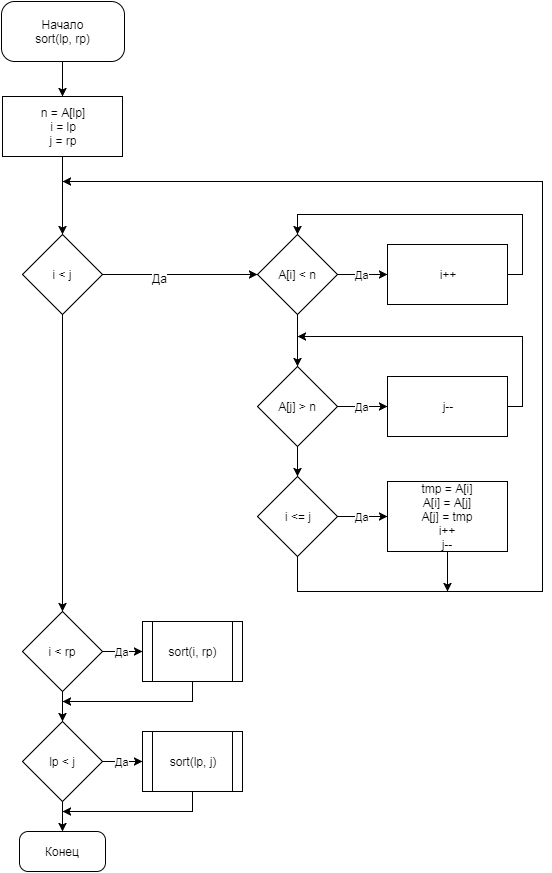 Начало
sort(lp, rp)
n = A[lp]
i = lp
j = rp
i < j
Да
A[i] < n
Да
i++
A[j] > n
Да
j--
i <= j
Да
tmp = A[i]
A[i] = A[j]
A[j] = tmp
i++
j--
i < rp
Да
sort(i, rp)
lp < j
Да
sort(lp, j)
Конец